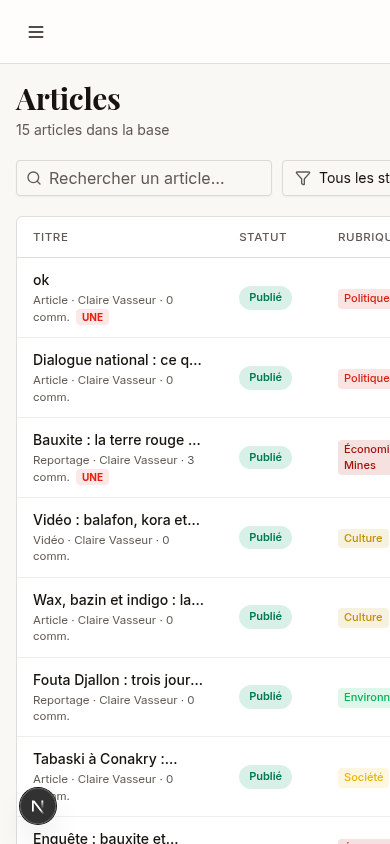 Articles
15 articles dans la base
Rechercher un article...
Tous les st
TITRE STATUT RUBRIQU
ok
Article · Claire Vasseur · 0
comm. UNE
Publié
Politique
Dialogue national : ce q...
Article · Claire Vasseur · 0
comm.
Publié
Politique
Bauxite : la terre rouge ...
Reportage · Claire Vasseur · 3
comm. UNE
Publié
Économi
Mines
Vidéo : balafon, kora et...
Vidéo · Claire Vasseur · 0
comm.
Publié
Culture
Wax, bazin et indigo : la...
Article · Claire Vasseur · 0
comm.
Publié
Culture
Fouta Djallon : trois jour...
Reportage · Claire Vasseur · 0
comm.
Publié
Environn
Tabaski à Conakry :...
Article · Claire Vasseur · 0
mm.
Publié
Société
N
Enquête : bauxite et...